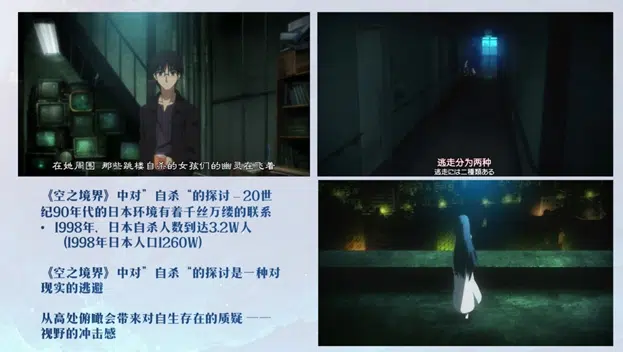 在她周围 那些跳楼自杀的女孩们的幽灵在飞着
逃走分为两种
逃走には二種類ある
《空之境界》中对”自杀“的探讨 – 20世
纪90年代的日本环境有着千丝万缕的联系
• 1998年，日本自杀人数到达3.2W人
(1998年日本人口1260W)
《空之境界》中对”自杀“的探讨是一种对
现实的逃避
从高处俯瞰会带来对自生存在的质疑 ——
视野的冲击感